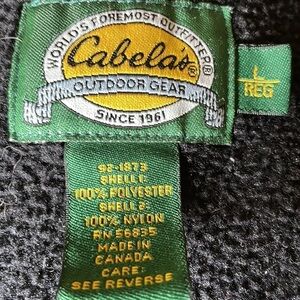 WORLD'S FOREMOST OUTFITTER®
Cabela's®
OUTDOOR GEAR
SINCE 1961
L
REG
92-1873
SHELL 1:
100% POLYESTER
SHELL 2:
100% NYLON
RN 56835
MADE IN
CANADA
CARE:
SEE REVERSE